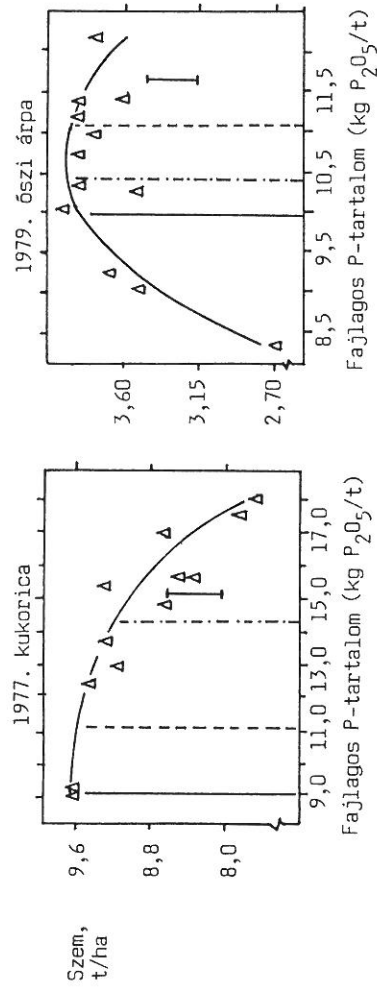 Szem,
t/ha
1977. kukorica
9,6
8,8
8,0
9,0 11,0 13,0 15,0 17,0
Fajlagos P-tartalom (kg P₂O₅/t)
1979. őszi árpa
3,60
3,15
2,70
8,5 9,5 10,5 11,5
Fajlagos P-tartalom (kg P₂O₅/t)